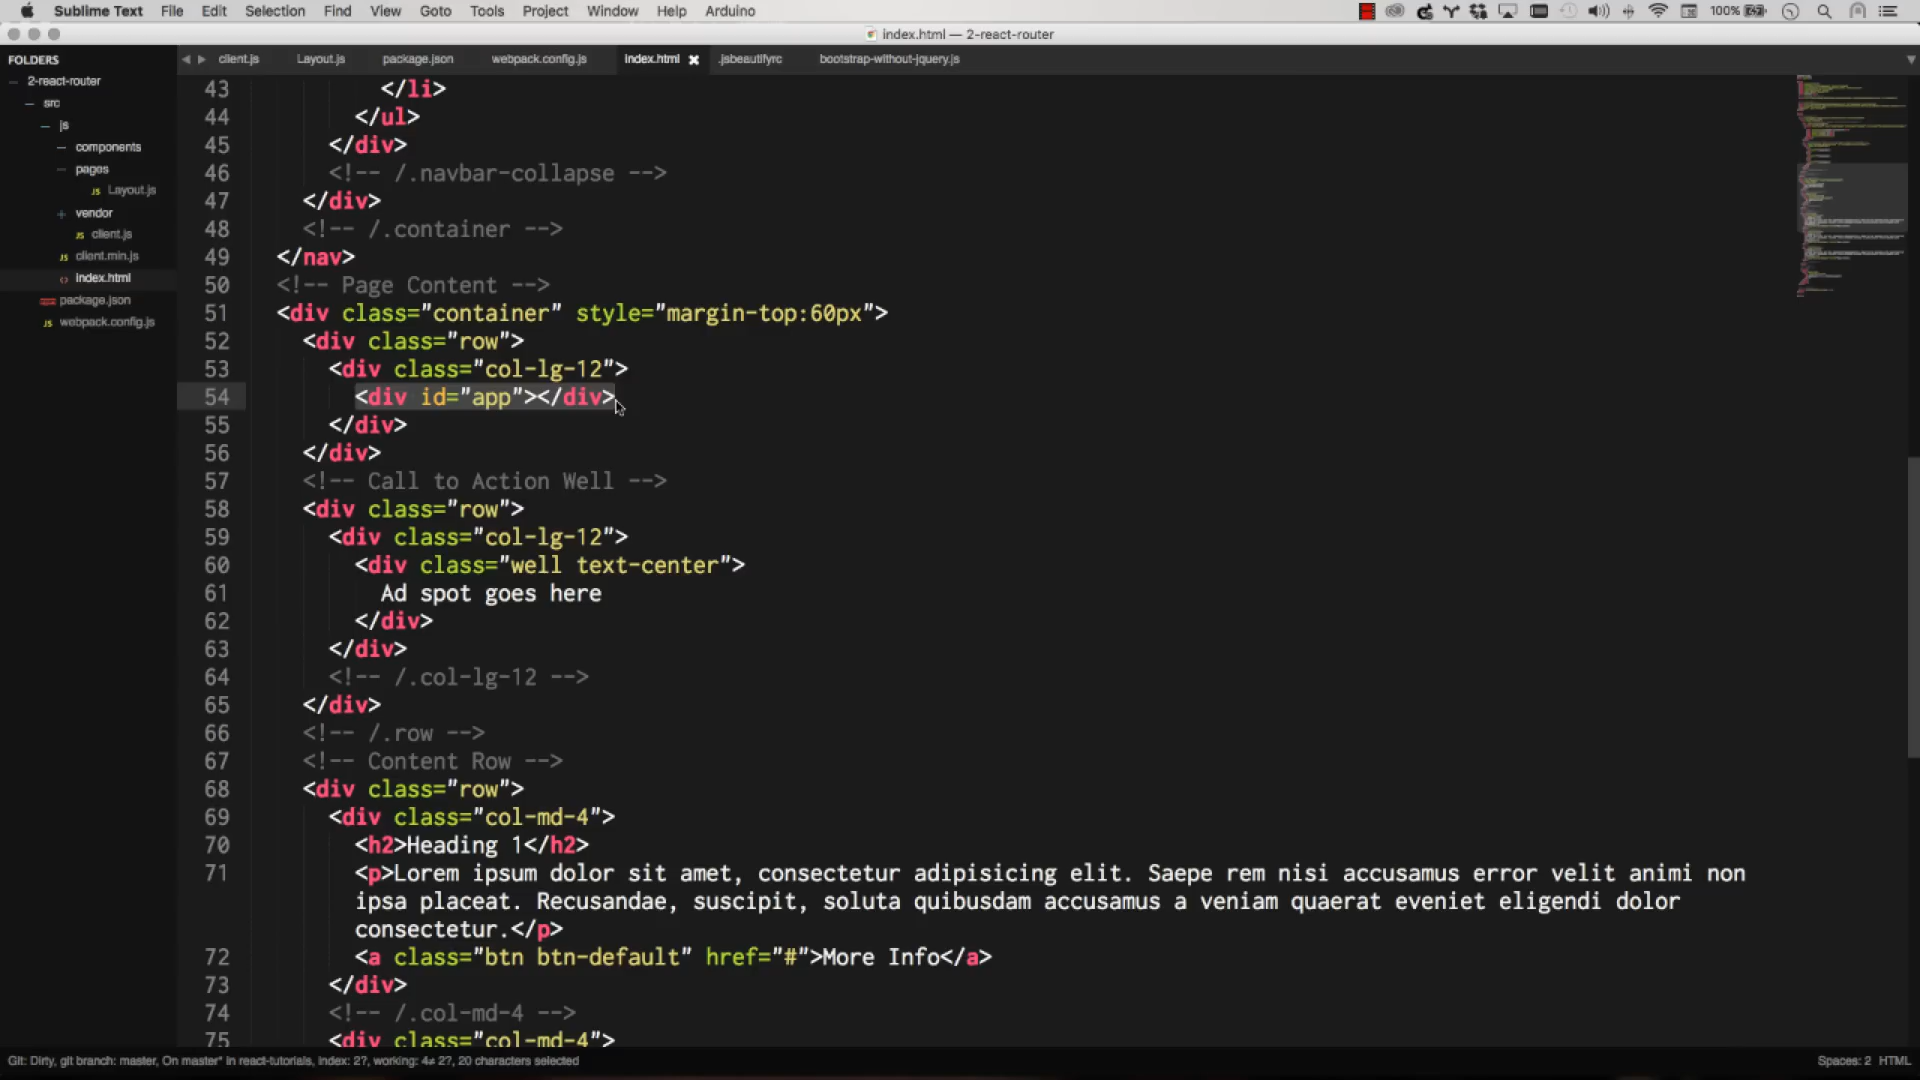 Sublime Text File Edit Selection Find View Goto Tools Project Window Help Arduino 100%
index.html — 2-react-router
FOLDERS
2-react-router
src
js
components
pages
Layout.js
vendor
client.js
client.min.js
index.html
package.json
webpack.config.js
client.js Layout.js package.json webpack.config.js index.html .jsbeautifyrc bootstrap-without-jquery.js
43 </li>
44 </ul>
45 </div>
46 <!-- /.navbar-collapse -->
47 </div>
48 <!-- /.container -->
49 </nav>
50 <!-- Page Content -->
51 <div class="container" style="margin-top:60px">
52 <div class="row">
53 <div class="col-lg-12">
54 <div id="app"></div>
55 </div>
56 </div>
57 <!-- Call to Action Well -->
58 <div class="row">
59 <div class="col-lg-12">
60 <div class="well text-center">
61 Ad spot goes here
62 </div>
63 </div>
64 <!-- /.col-lg-12 -->
65 </div>
66 <!-- /.row -->
67 <!-- Content Row -->
68 <div class="row">
69 <div class="col-md-4">
70 <h2>Heading 1</h2>
71 <p>Lorem ipsum dolor sit amet, consectetur adipisicing elit. Saepe rem nisi accusamus error velit animi non
ipsa placeat. Recusandae, suscipit, soluta quibusdam accusamus a veniam quaerat eveniet eligendi dolor
consectetur.</p>
72 <a class="btn btn-default" href="#">More Info</a>
73 </div>
74 <!-- /.col-md-4 -->
75 <div class="col-md-4">
Git: Dirty, git branch: master, On master* in react-tutorials, index: 2?, working: 4≠ 2?, 20 characters selected
Spaces: 2 HTML